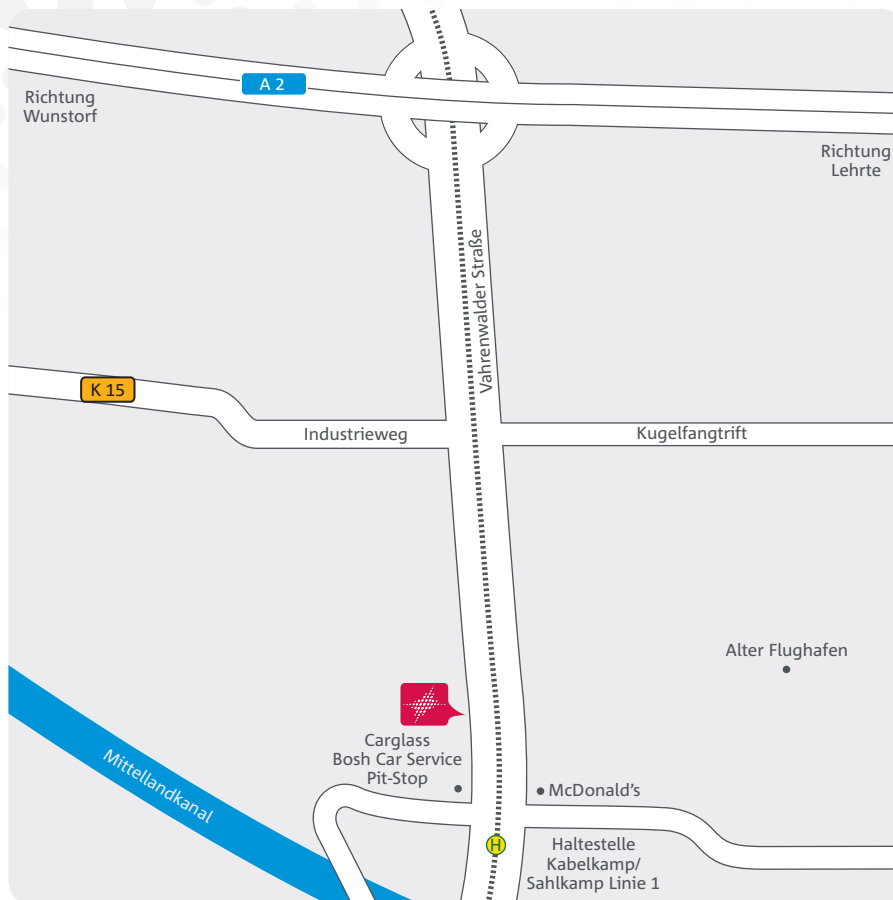 A 2
Richtung
Wunstorf
Richtung
Lehrte
Vahrenwalder Straße
K 15
Industrieweg
Kugelfangtrift
Alter Flughafen
Carglass
Bosh Car Service
Pit-Stop
Mittellandkanal
McDonald's
H
Haltestelle
Kabelkamp/
Sahlkamp Linie 1